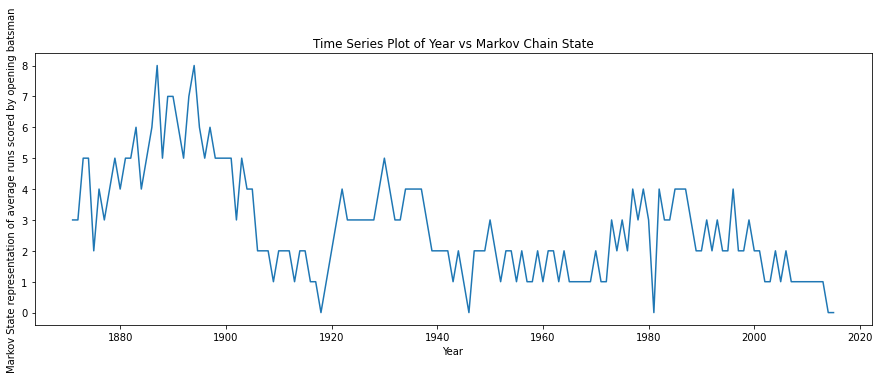 Time Series Plot of Year vs Markov Chain State
Markov State representation of average runs scored by opening batsman
8
7
6
5
4
3
2
1
0
1880 1900 1920 1940 1960 1980 2000 2020
Year